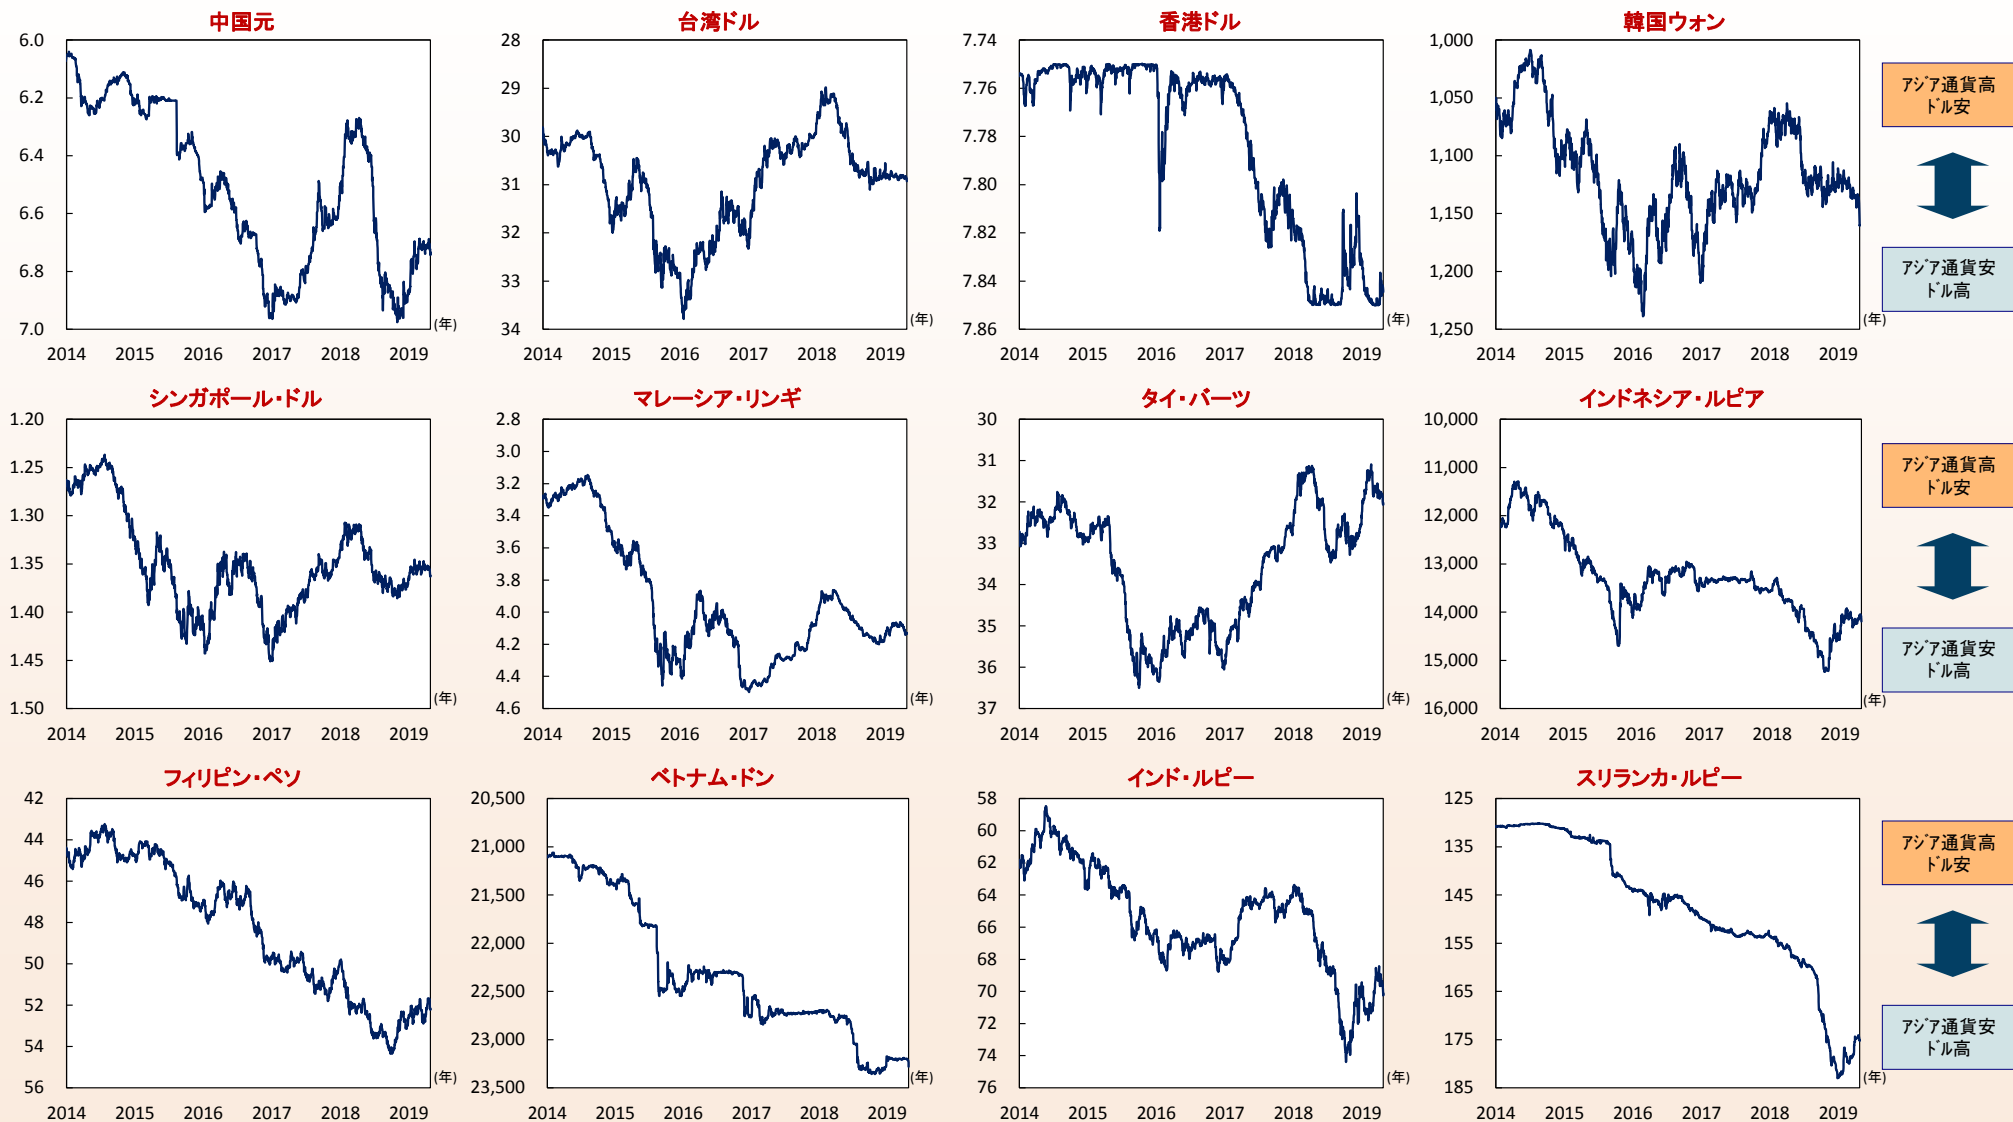 中国元
6.0
6.2
6.4
6.6
6.8
7.0
(年)
2014 2015 2016 2017 2018 2019
台湾ドル
28
29
30
31
32
33
34
(年)
2014 2015 2016 2017 2018 2019
香港ドル
7.74
7.76
7.78
7.80
7.82
7.84
7.86
(年)
2014 2015 2016 2017 2018 2019
韓国ウォン
1,000
1,050
1,100
1,150
1,200
1,250
(年)
2014 2015 2016 2017 2018 2019
アジア通貨高
ドル安
アジア通貨安
ドル高
シンガポール・ドル
1.20
1.25
1.30
1.35
1.40
1.45
1.50
(年)
2014 2015 2016 2017 2018 2019
マレーシア・リンギ
2.8
3.0
3.2
3.4
3.6
3.8
4.0
4.2
4.4
4.6
(年)
2014 2015 2016 2017 2018 2019
タイ・バーツ
30
31
32
33
34
35
36
37
(年)
2014 2015 2016 2017 2018 2019
インドネシア・ルピア
10,000
11,000
12,000
13,000
14,000
15,000
16,000
(年)
2014 2015 2016 2017 2018 2019
アジア通貨高
ドル安
アジア通貨安
ドル高
フィリピン・ペソ
42
44
46
48
50
52
54
56
(年)
2014 2015 2016 2017 2018 2019
ベトナム・ドン
20,500
21,000
21,500
22,000
22,500
23,000
23,500
(年)
2014 2015 2016 2017 2018 2019
インド・ルピー
58
60
62
64
66
68
70
72
74
76
(年)
2014 2015 2016 2017 2018 2019
スリランカ・ルピー
125
135
145
155
165
175
185
(年)
2014 2015 2016 2017 2018 2019
アジア通貨高
ドル安
アジア通貨安
ドル高